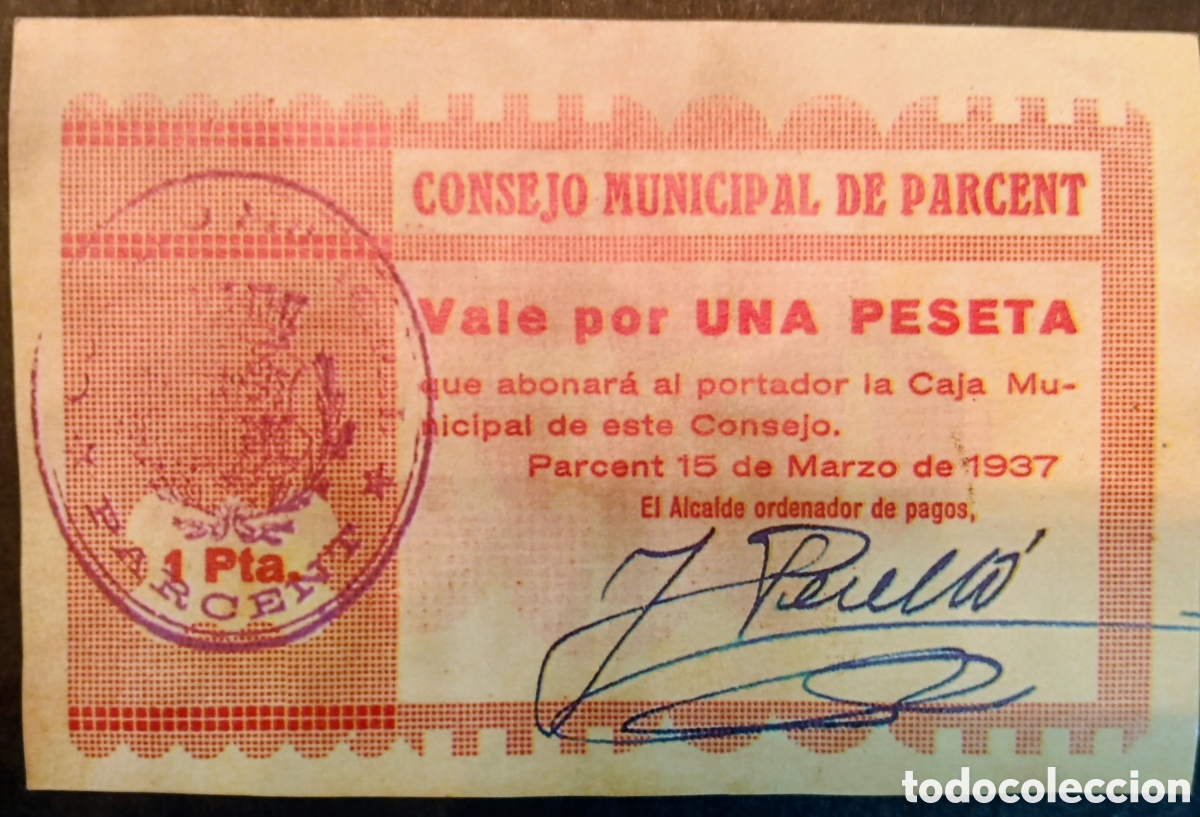 CONSEJO MUNICIPAL DE PARCENT
Vale por UNA PESETA
que abonará al portador la Caja Mu-
nicipal de este Consejo.
Parcent 15 de Marzo de 1937
El Alcalde ordenador de pagos,
J Perelló
1 Pta.
PARCENT
todocoleccion